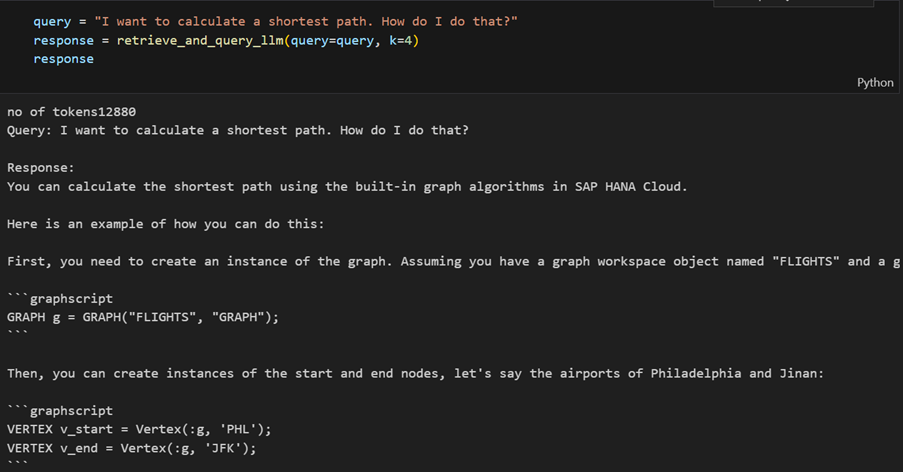 query = "I want to calculate a shortest path. How do I do that?"
response = retrieve_and_query_llm(query=query, k=4)
response
Python
no of tokens12880
Query: I want to calculate a shortest path. How do I do that?
Response:
You can calculate the shortest path using the built-in graph algorithms in SAP HANA Cloud.
Here is an example of how you can do this:
First, you need to create an instance of the graph. Assuming you have a graph workspace object named "FLIGHTS" and a g
```graphscript
GRAPH g = GRAPH("FLIGHTS", "GRAPH");
```
Then, you can create instances of the start and end nodes, let's say the airports of Philadelphia and Jinan:
```graphscript
VERTEX v_start = Vertex(:g, 'PHL');
VERTEX v_end = Vertex(:g, 'JFK');
```